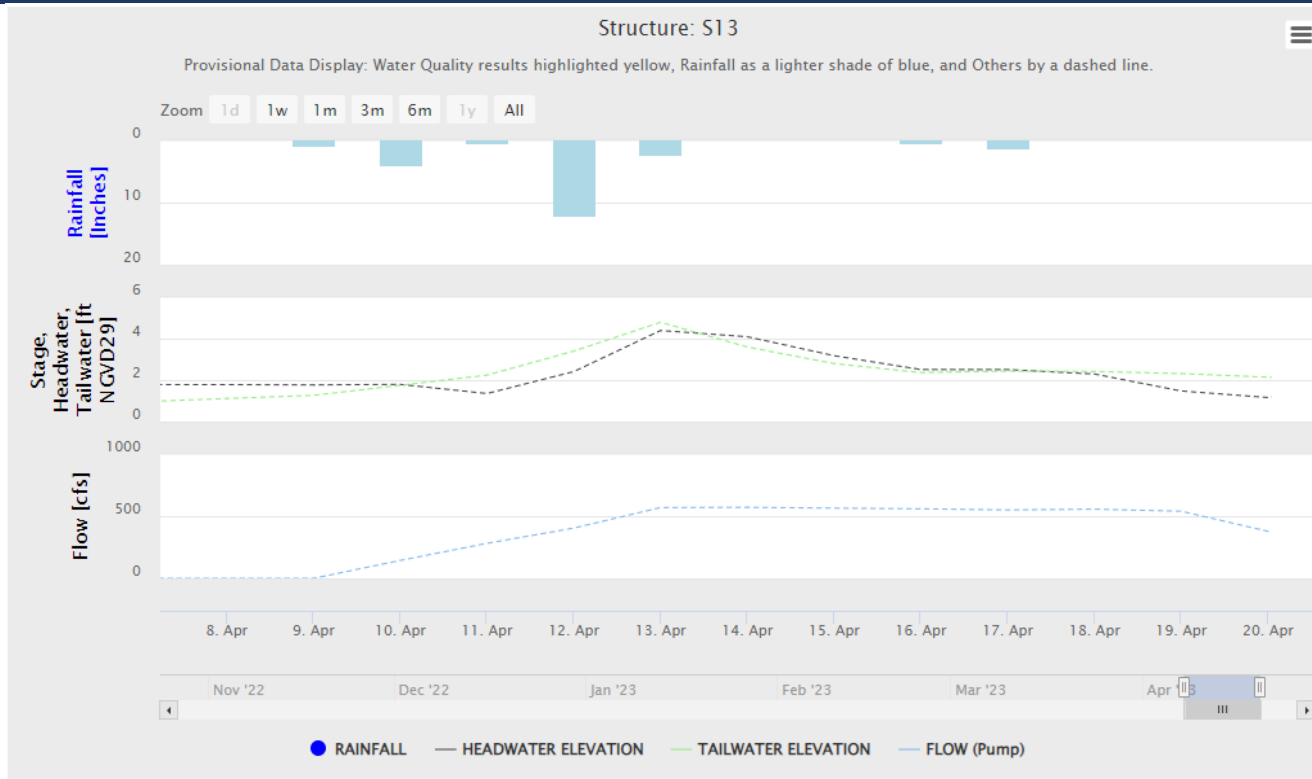 Structure: S13
Provisional Data Display: Water Quality results highlighted yellow, Rainfall as a lighter shade of blue, and Others by a dashed line.
Zoom 1d 1w 1m 3m 6m 1y All
Rainfall
[Inches]
0
10
20
Stage,
Headwater,
Tailwater [ft
NGVD29]
6
4
2
0
Flow [cfs]
1000
500
0
8. Apr 9. Apr 10. Apr 11. Apr 12. Apr 13. Apr 14. Apr 15. Apr 16. Apr 17. Apr 18. Apr 19. Apr 20. Apr
Nov '22 Dec '22 Jan '23 Feb '23 Mar '23 Apr '23
RAINFALL HEADWATER ELEVATION TAILWATER ELEVATION FLOW (Pump)